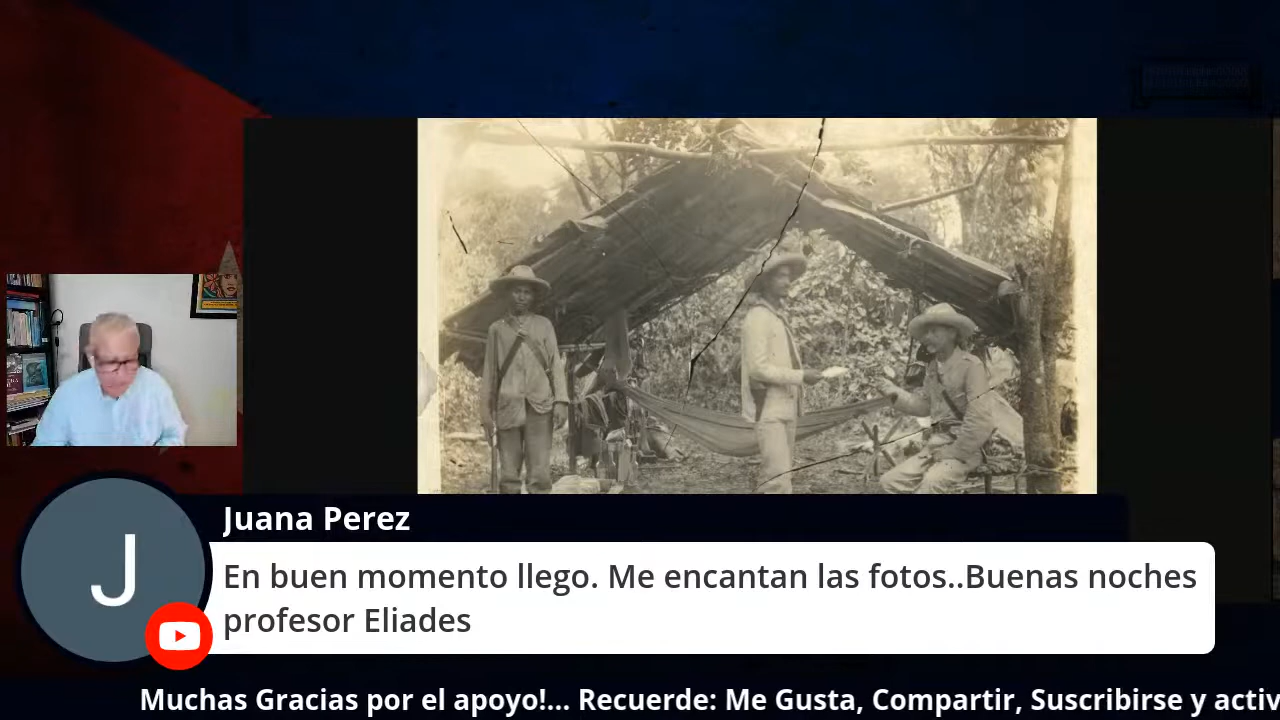 Juana Perez
J
En buen momento llego. Me encantan las fotos..Buenas noches
profesor Eliades
Muchas Gracias por el apoyo!... Recuerde: Me Gusta, Compartir, Suscribirse y activ